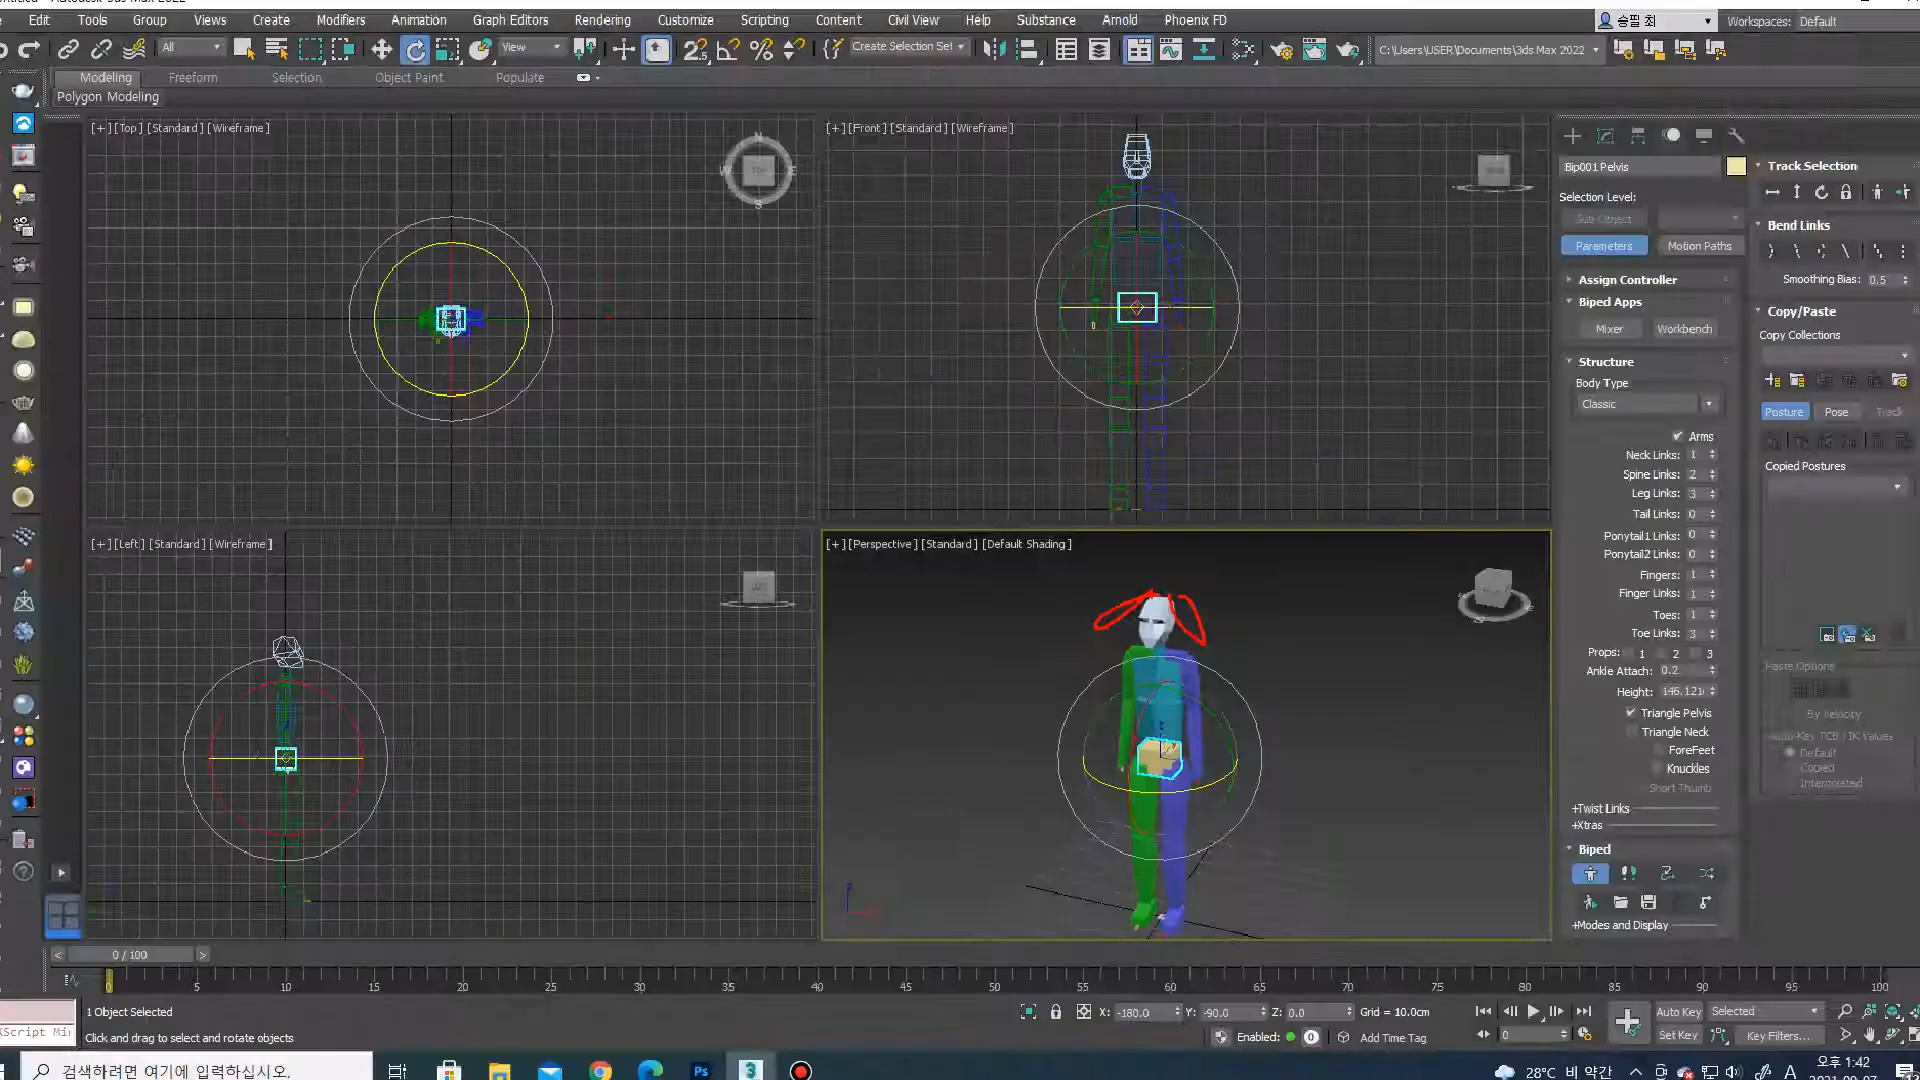 Edit Tools Group Views Create Modifiers Animation Graph Editors Rendering Customize Scripting Content Civil View Help Substance Arnold Phoenix FD
승필 최 Workspaces: Default
All View Create Selection Set C:\Users\USER\Documents\3ds Max 2022
Modeling Freeform Selection Object Paint Populate
Polygon Modeling
[+] [Top] [Standard] [Wireframe]
[+] [Front] [Standard] [Wireframe]
[+] [Left] [Standard] [Wireframe]
[+] [Perspective] [Standard] [Default Shading]
N
W
E
S
Bip001 Pelvis
Selection Level:
Sub-Object
Parameters Motion Paths
Assign Controller
Biped Apps
Mixer Workbench
Structure
Body Type
Classic
Arms
Neck Links: 1
Spine Links: 2
Leg Links: 3
Tail Links: 0
Ponytail1 Links: 0
Ponytail2 Links: 0
Fingers: 1
Finger Links: 1
Toes: 1
Toe Links: 3
Props: 1 2 3
Ankle Attach: 0.2
Height: 146.121
Triangle Pelvis
Triangle Neck
ForeFeet
Knuckles
Short Thumb
+Twist Links
+Xtras
Biped
+Modes and Display
Track Selection
Bend Links
Smoothing Bias: 0.5
Copy/Paste
Copy Collections
Posture Pose Track
Copied Postures
Paste Options
By Velocity
Auto-Key TCB / IK Values
Default
Copied
Interpolated
< 0 / 100 >
0 5 10 15 20 25 30 35 40 45 50 55 60 65 70 75 80 85 90 95 100
1 Object Selected
X: -180.0 Y: -90.0 Z: 0.0 Grid = 10.0cm
Auto Key Selected
Click and drag to select and rotate objects
Enabled: 0 Add Time Tag
0
Set Key Key Filters...
검색하려면 여기에 입력하십시오.
Ps
3
28°C 비 약간
A
오후 1:42